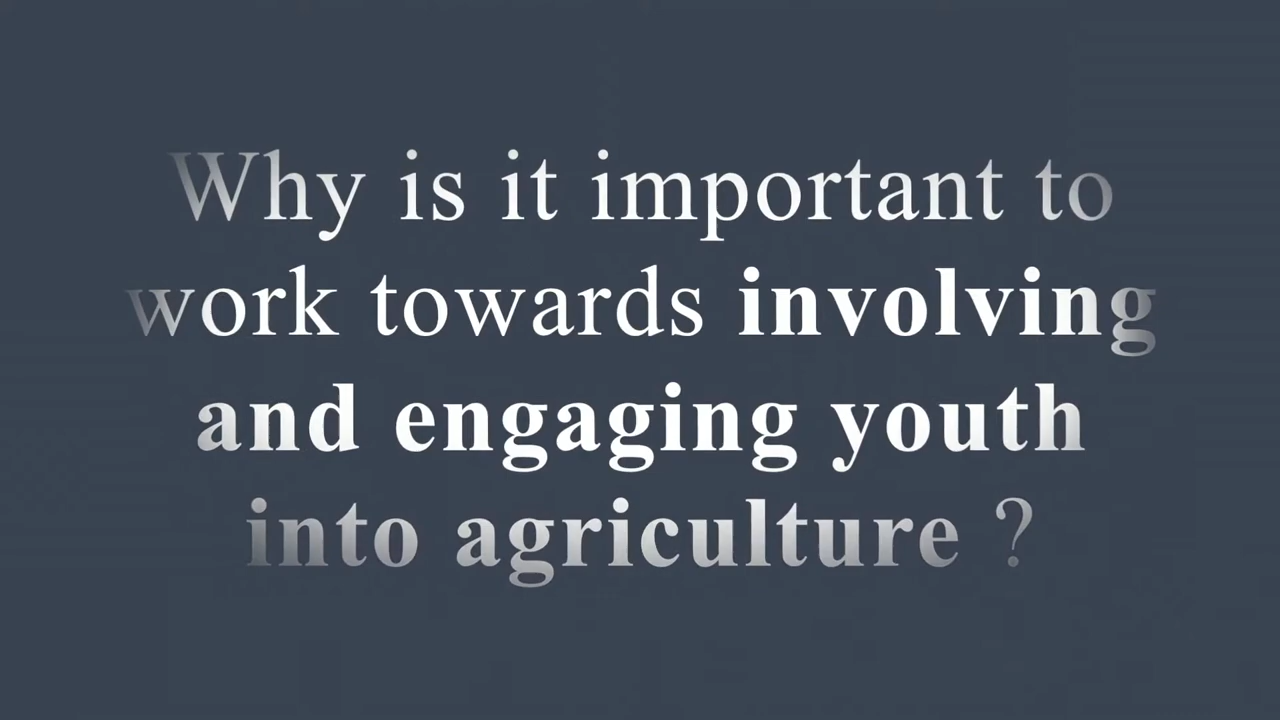 Why is it important to
work towards involving
and engaging youth
into agriculture ?